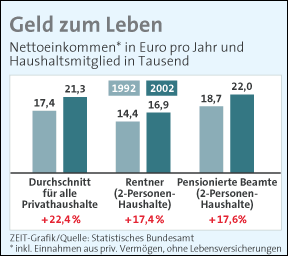 Geld zum Leben
Nettoeinkommen* in Euro pro Jahr und
Haushaltsmitglied in Tausend
1992 2002
17,4 21,3 14,4 16,9 18,7 22,0
Durchschnitt
für alle
Privathaushalte
+22,4%
Rentner
(2-Personen-
Haushalte)
+17,4%
Pensionierte Beamte
(2-Personen-
Haushalte)
+17,6%
ZEIT-Grafik/Quelle: Statistisches Bundesamt
* inkl. Einnahmen aus priv. Vermögen, ohne Lebensversicherungen